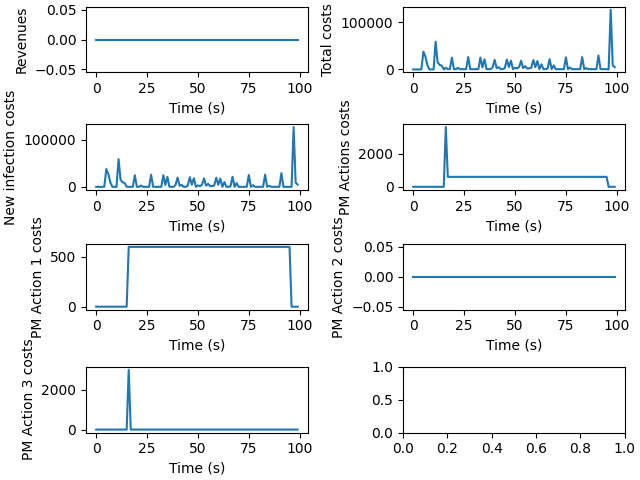 Revenues
0.05
0.00
−0.05
0 25 50 75 100
Time (s)
Total costs
100000
0
0 25 50 75 100
Time (s)
New infection costs
100000
0
0 25 50 75 100
Time (s)
PM Actions costs
2000
0
0 25 50 75 100
Time (s)
PM Action 1 costs
500
0
0 25 50 75 100
Time (s)
PM Action 2 costs
0.05
0.00
−0.05
0 25 50 75 100
Time (s)
PM Action 3 costs
2000
0
0 25 50 75 100
Time (s)
1.0
0.5
0.0
0.0 0.2 0.4 0.6 0.8 1.0